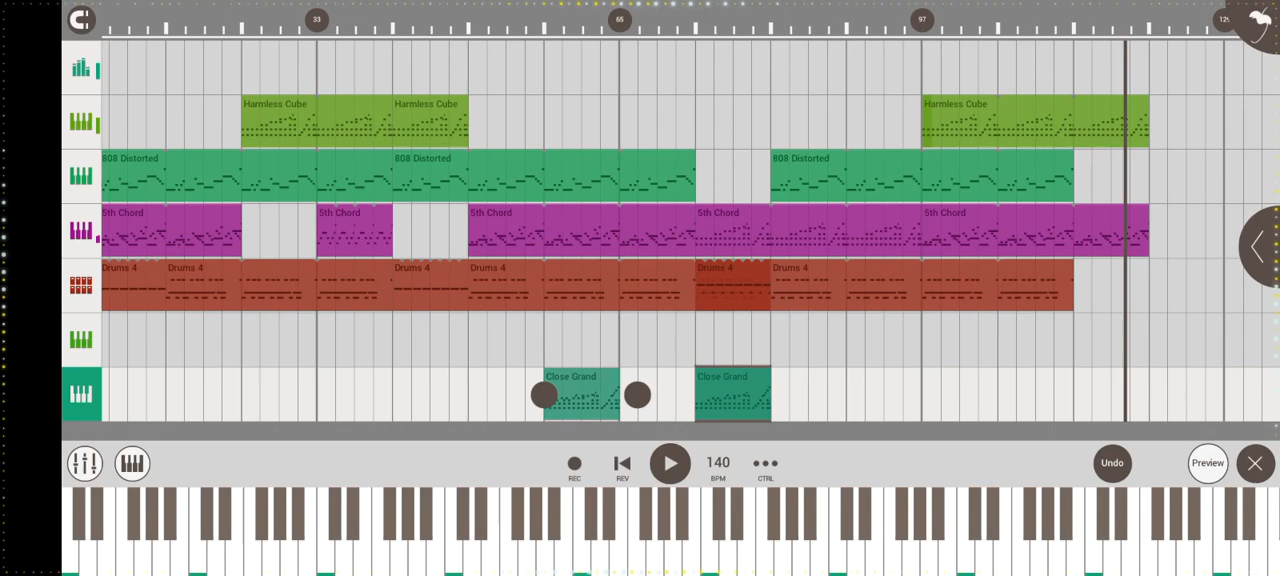 33
65
97
Harmless Cube
Harmless Cube
Harmless Cube
808 Distorted
808 Distorted
808 Distorted
5th Chord
5th Chord
5th Chord
5th Chord
5th Chord
Drums 4
Drums 4
Drums 4
Drums 4
Drums 4
Drums 4
Close Grand
Close Grand
140
Undo
Preview
REC
REV
BPM
CTRL